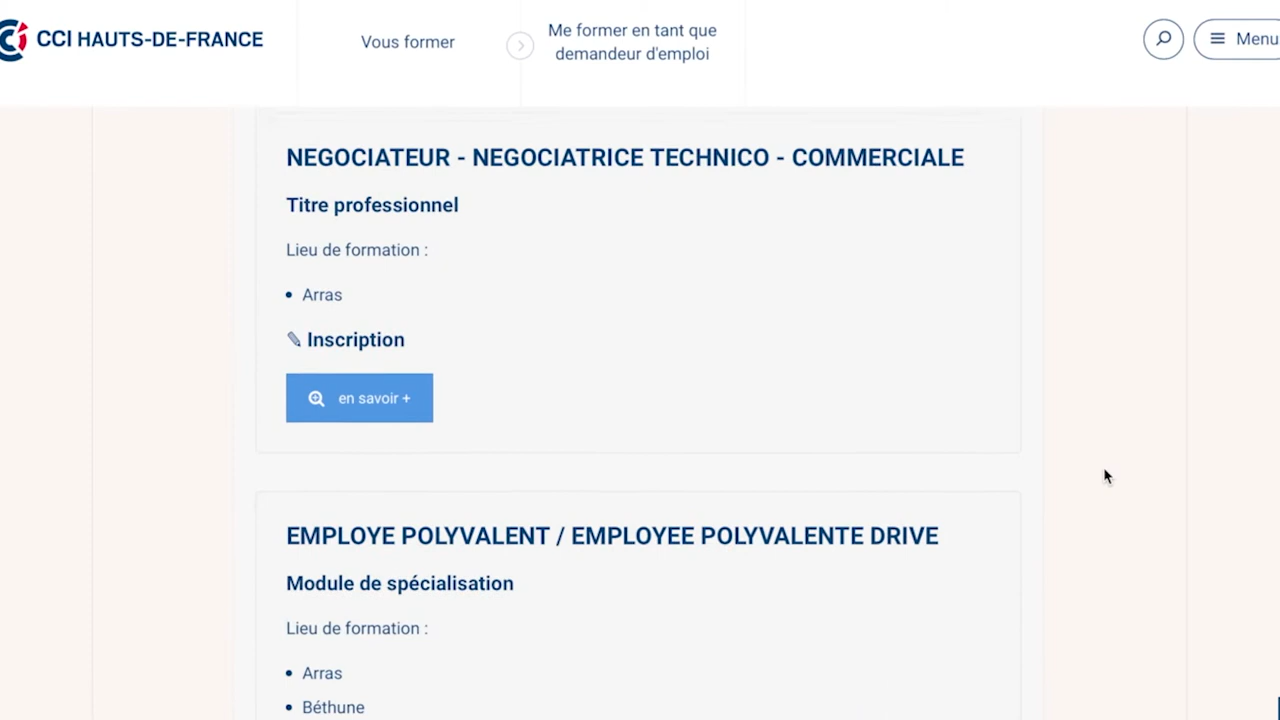 CCI HAUTS-DE-FRANCE
Vous former
Me former en tant que
demandeur d'emploi
Menu
NEGOCIATEUR - NEGOCIATRICE TECHNICO - COMMERCIALE
Titre professionnel
Lieu de formation :
• Arras
✎ Inscription
en savoir +
EMPLOYE POLYVALENT / EMPLOYEE POLYVALENTE DRIVE
Module de spécialisation
Lieu de formation :
• Arras
• Béthune